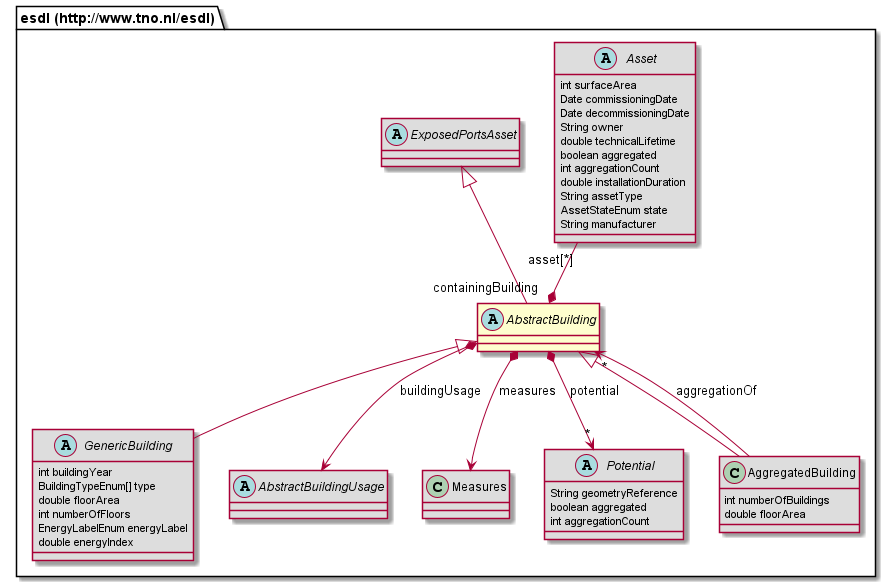 esdl (http://www.tno.nl/esdl)
A Asset
int surfaceArea
Date commissioningDate
Date decommissioningDate
String owner
double technicalLifetime
boolean aggregated
int aggregationCount
double installationDuration
String assetType
AssetStateEnum state
String manufacturer
A ExposedPortsAsset
asset[*]
containingBuilding
A AbstractBuilding
*
buildingUsage
measures
potential
aggregationOf
*
A GenericBuilding
int buildingYear
BuildingTypeEnum[] type
double floorArea
int numberOfFloors
EnergyLabelEnum energyLabel
double energyIndex
A AbstractBuildingUsage
C Measures
A Potential
String geometryReference
boolean aggregated
int aggregationCount
C AggregatedBuilding
int numberOfBuildings
double floorArea